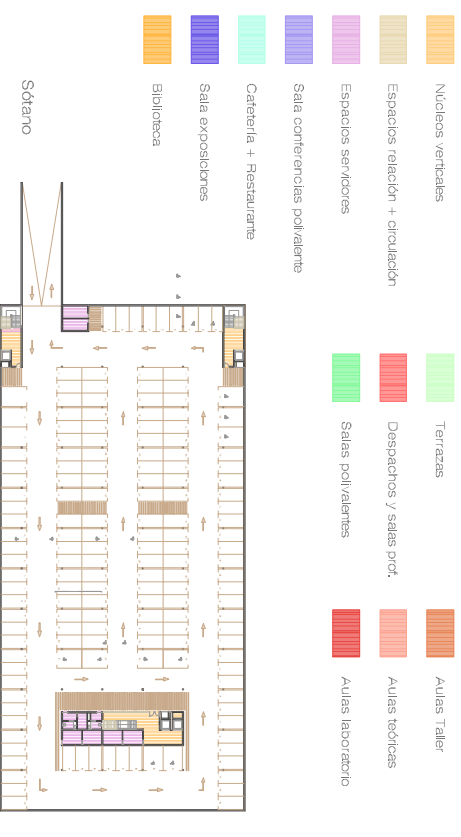 Núcleos verticales
Espacios relación + circulación
Espacios servidores
Sala conferencias polivalente
Cafetería + Restaurante
Sala exposiciones
Biblioteca
Terrazas
Despachos y salas prof.
Salas polivalentes
Aulas Taller
Aulas teóricas
Aulas laboratorio
Sótano